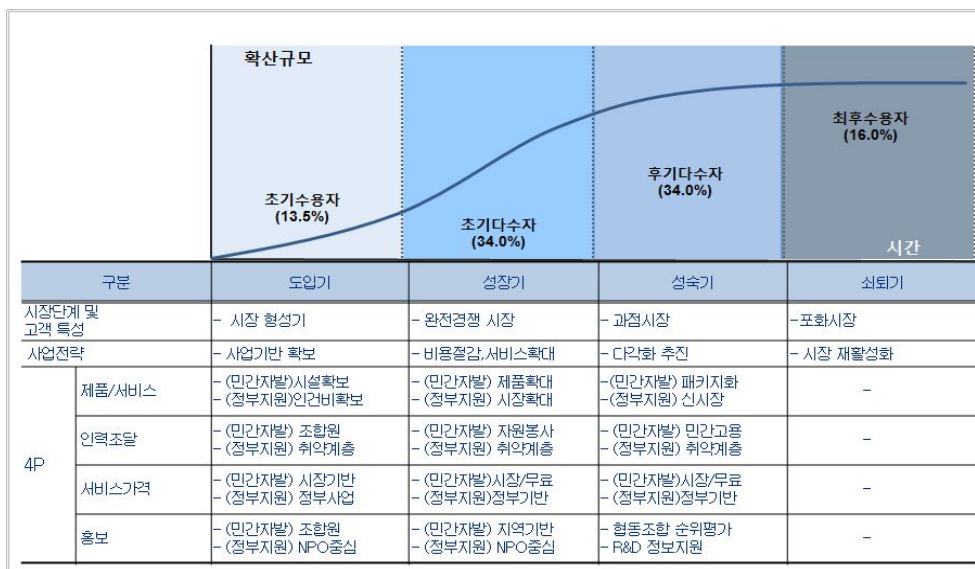 확산규모
초기수용자
(13.5%)
초기다수자
(34.0%)
후기다수자
(34.0%)
최후수용자
(16.0%)
시간
구분 도입기 성장기 성숙기 쇠퇴기
시장단계 및
고객 특성
- 시장 형성기 - 완전경쟁 시장 - 과점시장 -포화시장
사업전략 - 사업기반 확보 - 비용절감,서비스확대 - 다각화 추진 - 시장 재활성화
4P
제품/서비스
- (민간자발)시설확보 - (민간자발) 제품확대 -(민간자발) 패키지화 -
- (정부지원)인건비확보 - (정부지원) 시장확대 -(정부지원) 신시장
인력조달
- (민간자발) 조합원 - (민간자발) 자원봉사 - (민간자발) 민간고용 -
- (정부지원) 취약계층 - (정부지원) 취약계층 - (정부지원) 취약계층
서비스가격
- (민간자발) 시장기반 - (민간자발)시장/무료 - (민간자발)시장/무료 -
- (정부지원) 정부사업 - (정부지원)정부기반 - (정부지원)정부기반
홍보
- (민간자발) 조합원 - (민간자발) 지역기반 - 협동조합 순위평가 -
- (정부지원) NPO중심 - (정부지원) NPO중심 - R&D 정보지원